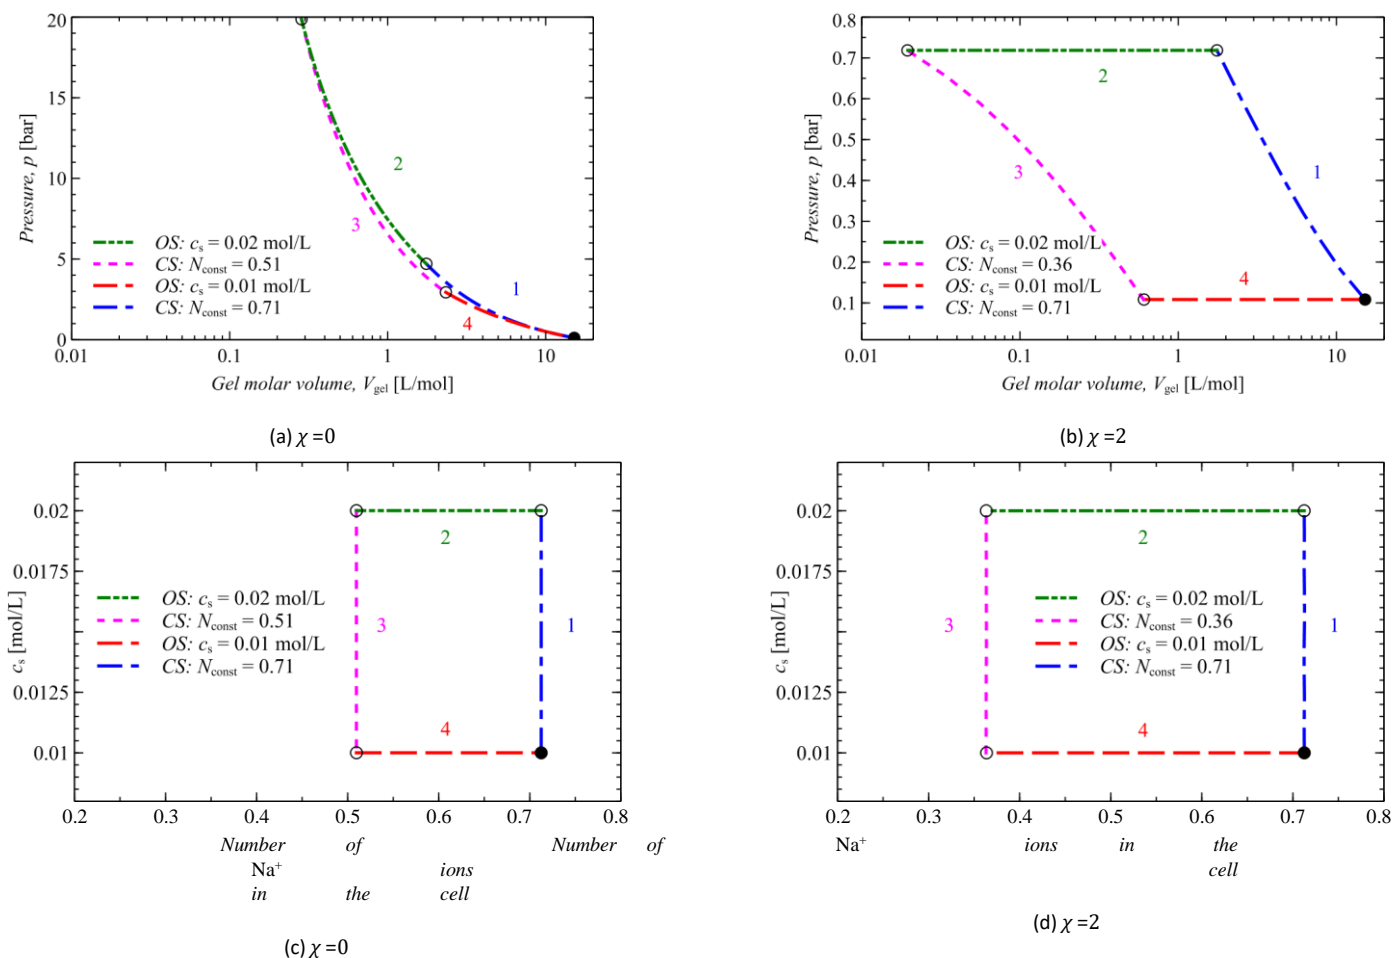 20
15
10
5
0
0.01
0.1
1
10
Pressure, p [bar]
Gel molar volume, Vgel [L/mol]
2
3
1
4
OS: cs = 0.02 mol/L
CS: Nconst = 0.51
OS: cs = 0.01 mol/L
CS: Nconst = 0.71
(a) χ=0
0.8
0.7
0.6
0.5
0.4
0.3
0.2
0.1
0.01
0.1
1
10
Pressure, p [bar]
Gel molar volume, Vgel [L/mol]
2
3
1
4
OS: cs = 0.02 mol/L
CS: Nconst = 0.36
OS: cs = 0.01 mol/L
CS: Nconst = 0.71
(b) χ=2
0.02
0.0175
0.0125
0.01
cs [mol/L]
2
3
1
4
OS: cs = 0.02 mol/L
CS: Nconst = 0.51
OS: cs = 0.01 mol/L
CS: Nconst = 0.71
0.2 0.3 0.4 0.5 0.6 0.7 0.8
Number of
Na+ ions
in the cell
(c) χ=0
0.02
0.0175
0.0125
0.01
cs [mol/L]
2
3
1
4
OS: cs = 0.02 mol/L
CS: Nconst = 0.36
OS: cs = 0.01 mol/L
CS: Nconst = 0.71
0.2 0.3 0.4 0.5 0.6 0.7 0.8
Number of Na+ ions in the
cell
(d) χ=2